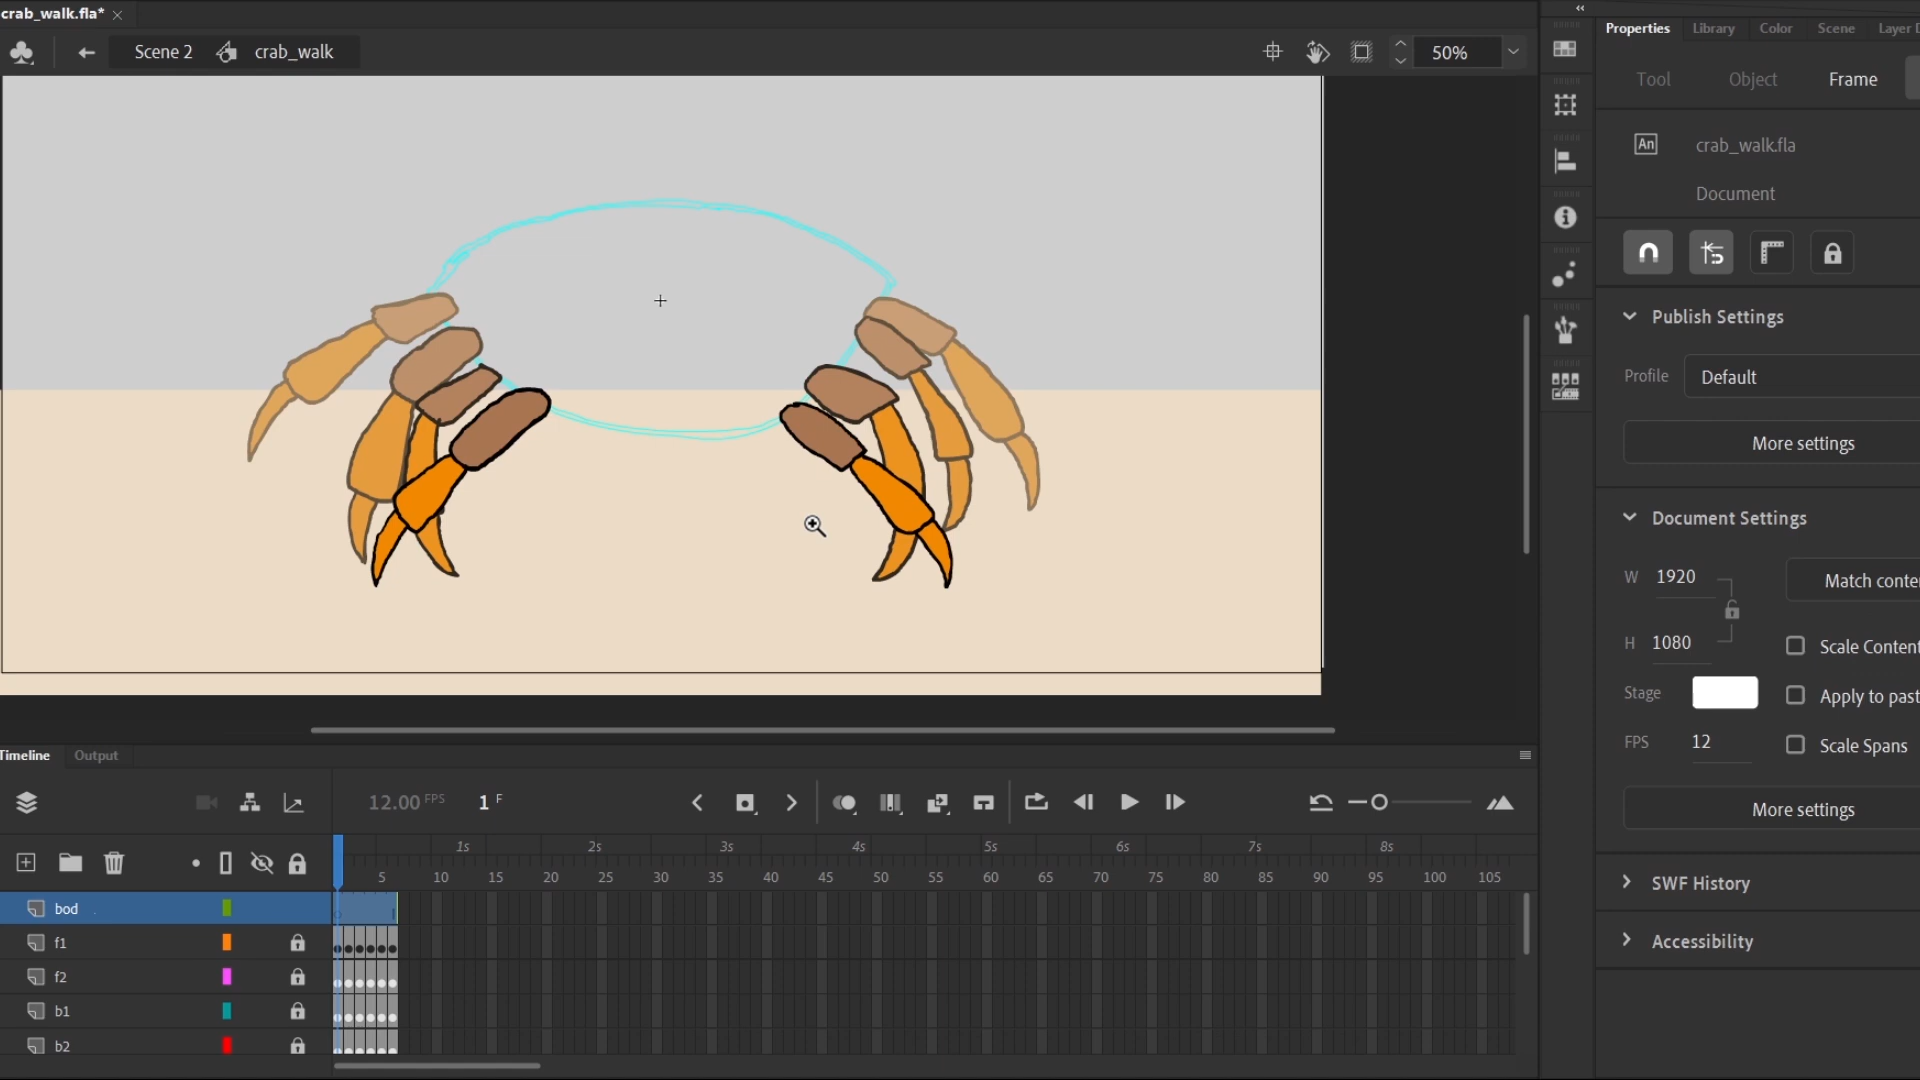 crab_walk.fla*
Properties Library Color Scene Layer D
Scene 2 crab_walk 50%
Tool Object Frame
An crab_walk.fla
Document
Publish Settings
Profile Default
More settings
Document Settings
W 1920 Match conte
H 1080 Scale Content
Stage Apply to past
FPS 12 Scale Spans
More settings
SWF History
Accessibility
Timeline Output
12.00 FPS 1 F
1s 2s 3s 4s 5s 6s 7s 8s
5 10 15 20 25 30 35 40 45 50 55 60 65 70 75 80 85 90 95 100 105
bod
f1
f2
b1
b2